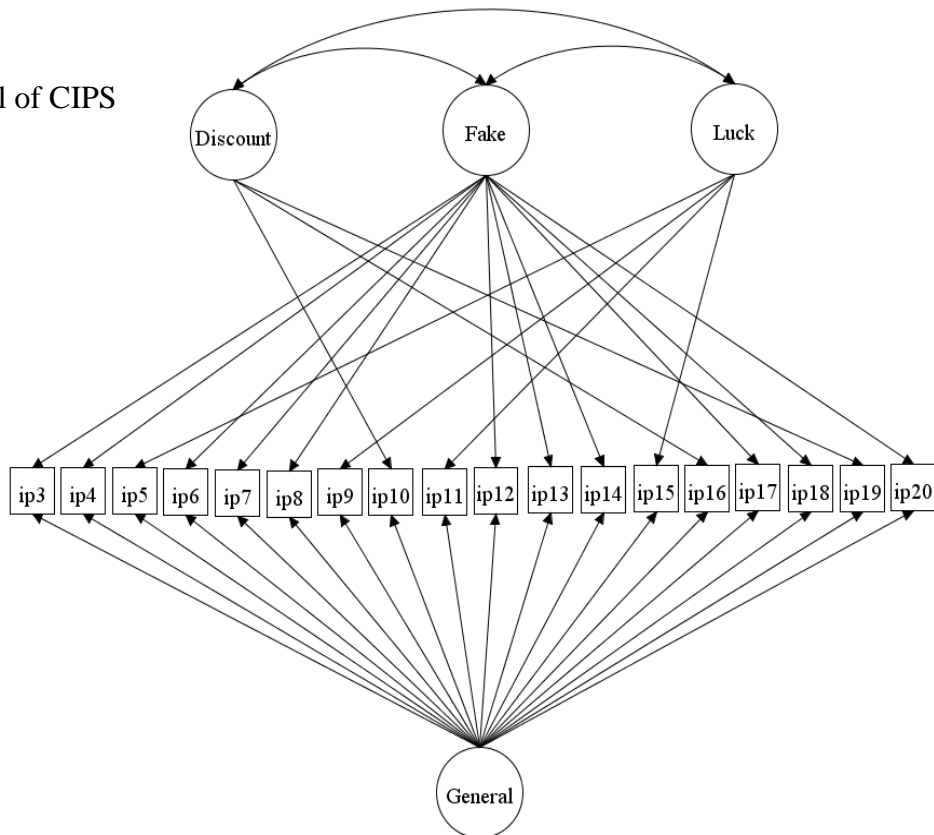 l of CIPS
Discount Fake Luck
ip3 ip4 ip5 ip6 ip7 ip8 ip9 ip10 ip11 ip12 ip13 ip14 ip15 ip16 ip17 ip18 ip19 ip20
General